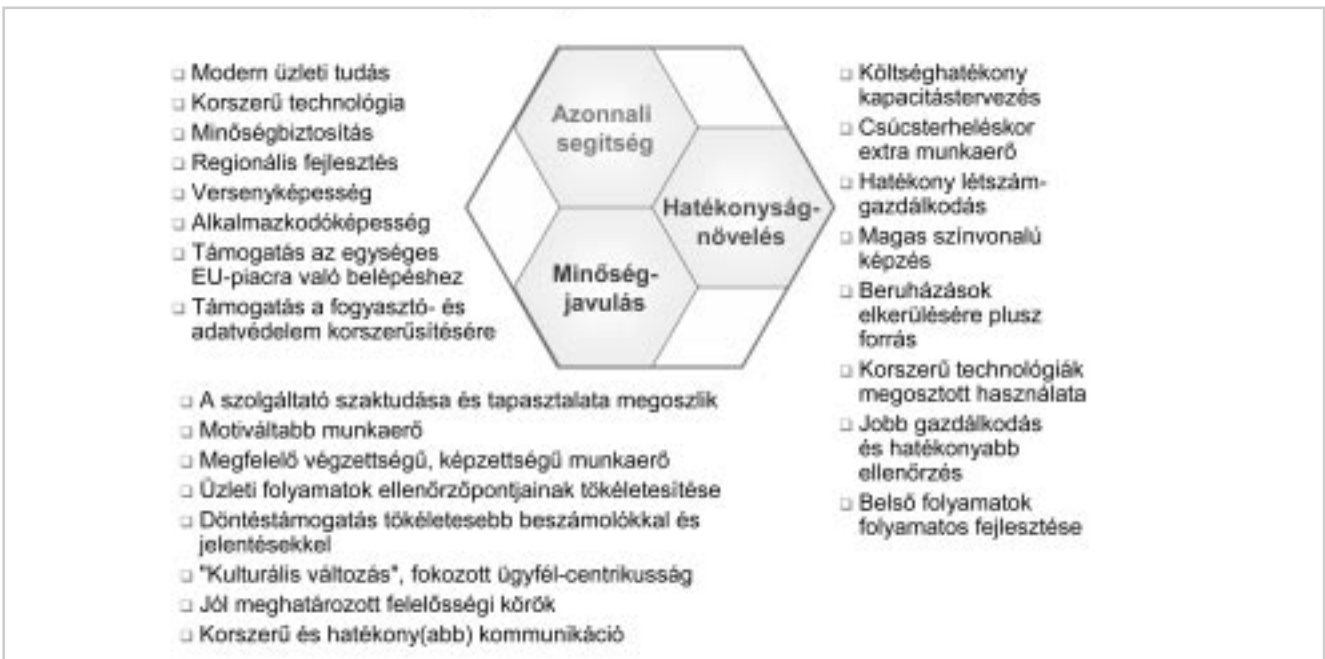 Modern üzleti tudás
Korszerű technológia
Minőségbiztosítás
Regionális fejlesztés
Versenyképesség
Alkalmazkodóképesség
Támogatás az egységes
EU-piacra való belépéshez
Támogatás a fogyasztó- és
adatvédelem korszerűsítésére
Azonnali
segítség
Hatékonyság-
növelés
Minőség-
javulás
Költséghatékony
kapacitástervezés
Csúcsterheléskor
extra munkaerő
Hatékony létszám-
gazdálkodás
Magas színvonalú
képzés
Beruházások
elkerülésére plusz
forrás
Korszerű technológiák
megosztott használata
Jobb gazdálkodás
és hatékonyabb
ellenőrzés
Belső folyamatok
folyamatos fejlesztése
A szolgáltató szaktudása és tapasztalata megoszlik
Motiváltabb munkaerő
Megfelelő végzettségű, képzettségű munkaerő
Üzleti folyamatok ellenőrzőpontjainak tökéletesítése
Döntéstámogatás tökéletesebb beszámolókkal és
jelentésekkel
"Kulturális változás", fokozott ügyfél-centrikusság
Jól meghatározott felelősségi körök
Korszerű és hatékony(abb) kommunikáció